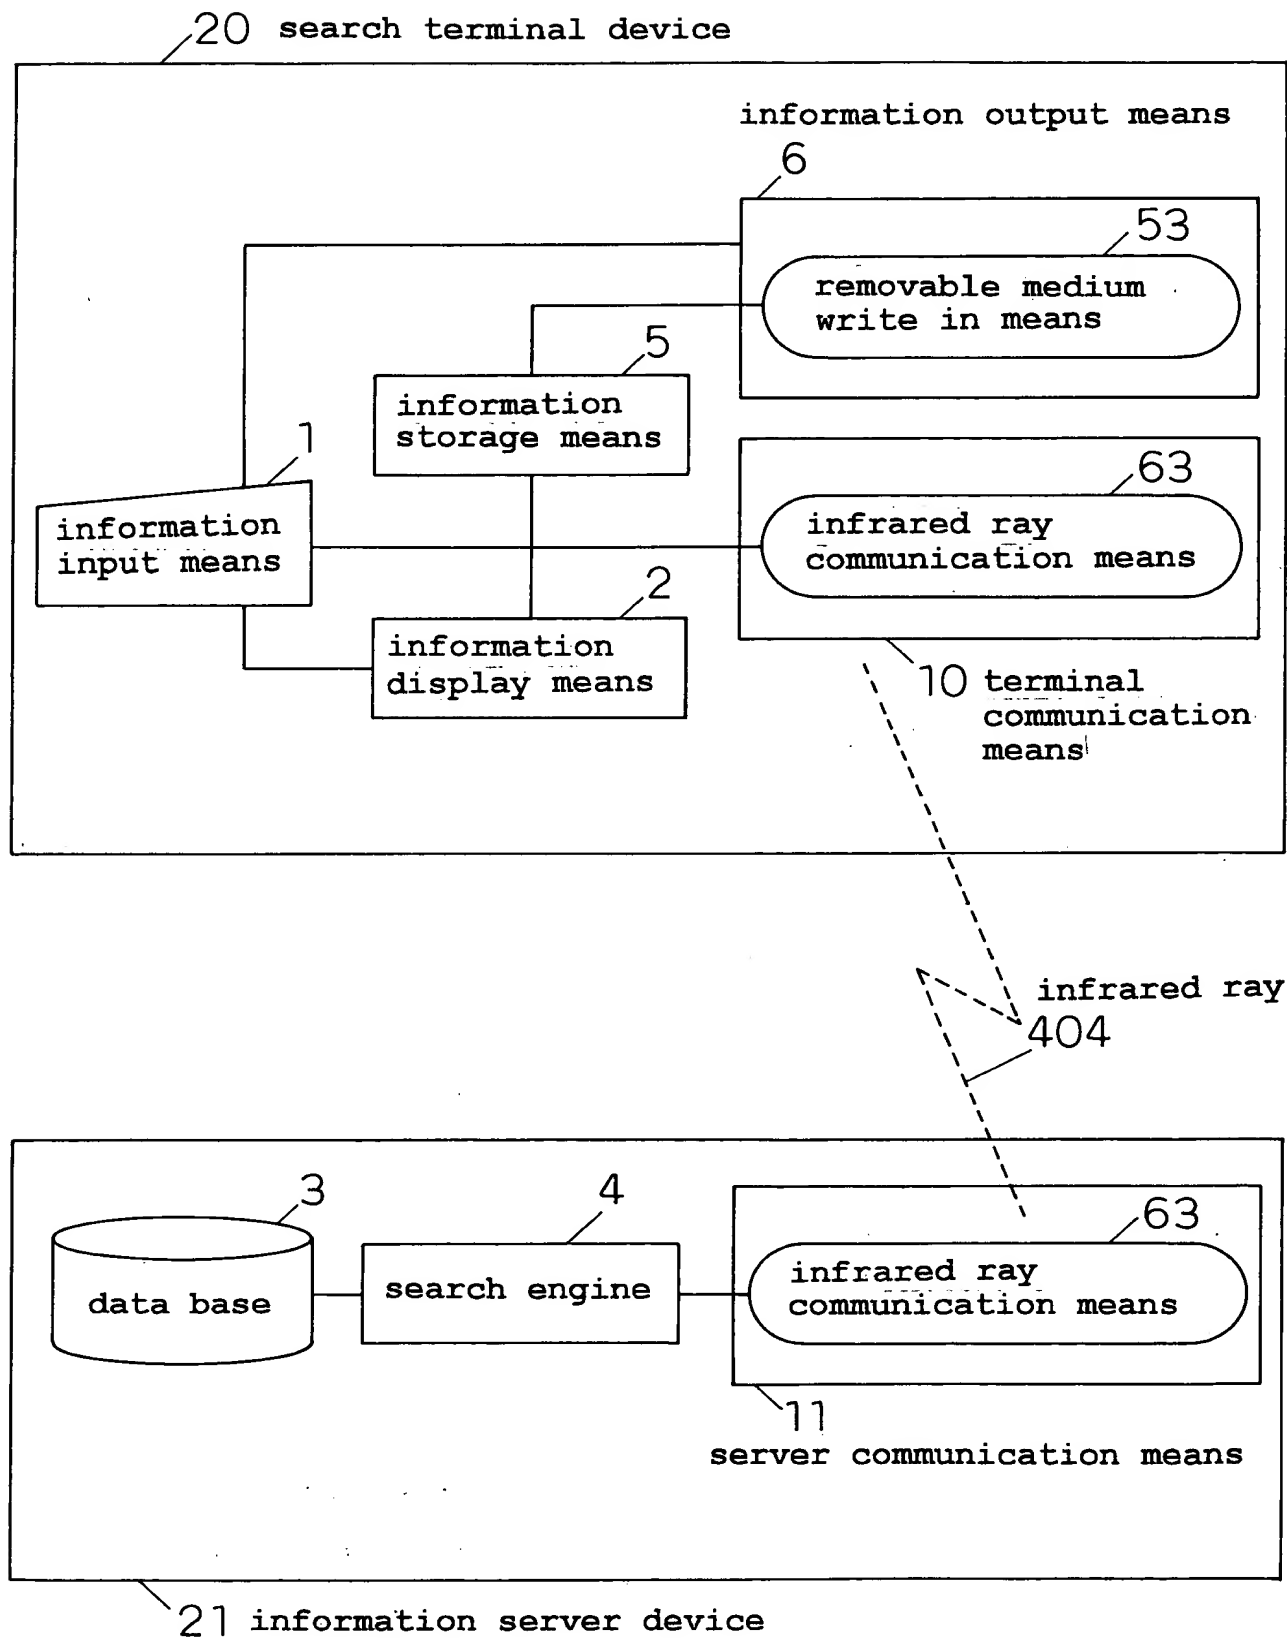 20 search terminal device
information output means
6
53
removable medium
write in means
5
information
storage means
1
63
information
input means
infrared ray
communication means
2
information
display means
10 terminal
communication
means
infrared ray
404
3
4
63
data base
search engine
infrared ray
communication means
11
server communication means
21 information server device